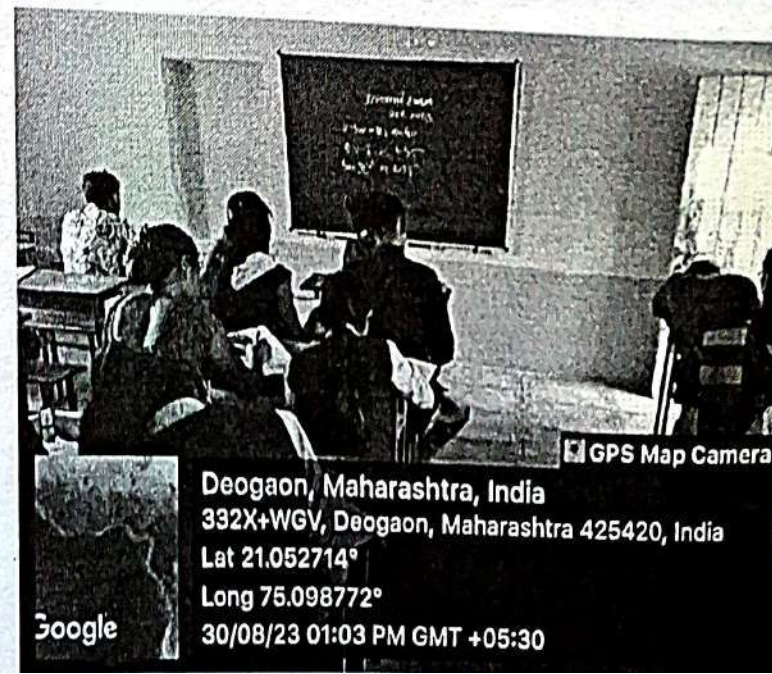 GPS Map Camera
Deogaon, Maharashtra, India
332X+WGV, Deogaon, Maharashtra 425420, India
Lat 21.052714°
Long 75.098772°
30/08/23 01:03 PM GMT +05:30
Google